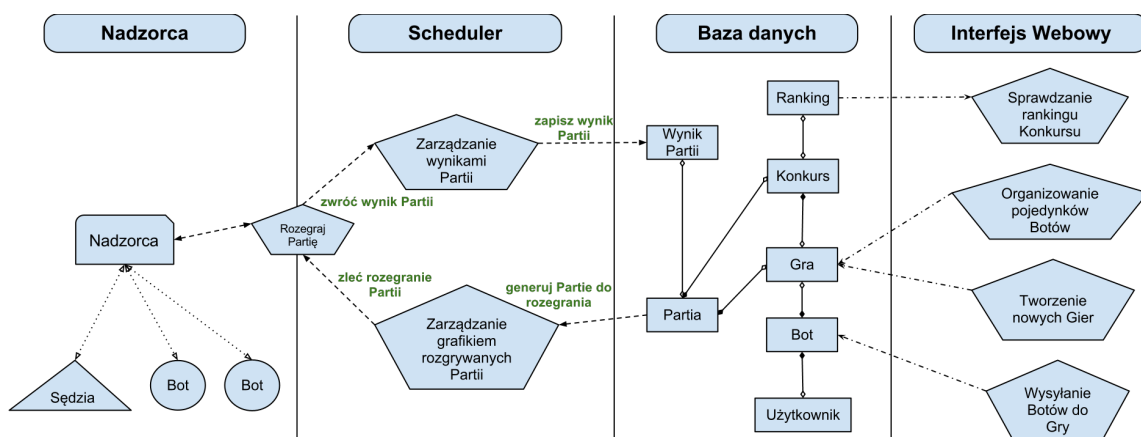 Nadzorca
Scheduler
Baza danych
Interfejs Webowy
Nadzorca
Sędzia
Bot
Bot
Rozegraj
Partię
zwróć wynik Partii
zleć rozegranie
Partii
Zarządzanie
wynikami
Partii
zapisz wynik
Partii
generuj Partie do
rozegrania
Zarządzanie
grafikiem
rozgrywanych
Partii
Wynik
Partii
Partia
Ranking
Konkurs
Gra
Bot
Użytkownik
Sprawdzanie
rankingu
Konkursu
Organizowanie
pojedynków
Botów
Tworzenie
nowych Gier
Wysyłanie
Botów do
Gry